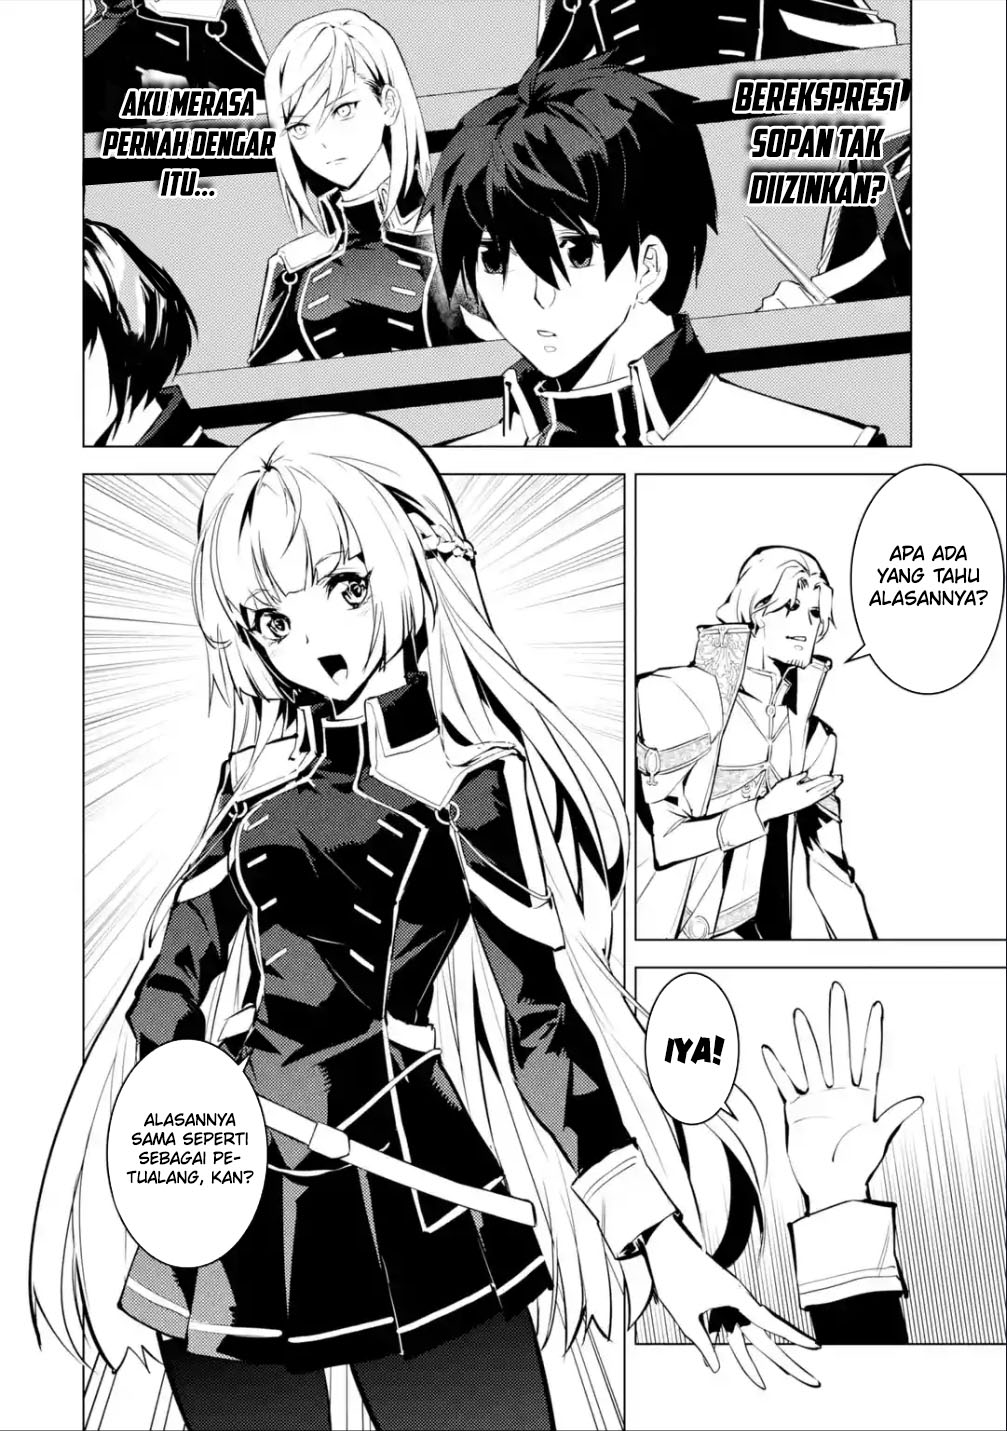 BEREKSPRESI
SOPAN TAK
DIIZINKAN?
AKU MERASA
PERNAH DENGAR
ITU...
APA ADA
YANG TAHU
ALASANNYA?
IYA!
ALASANNYA
SAMA SEPERTI
SEBAGAI PE-
TUALANG, KAN?